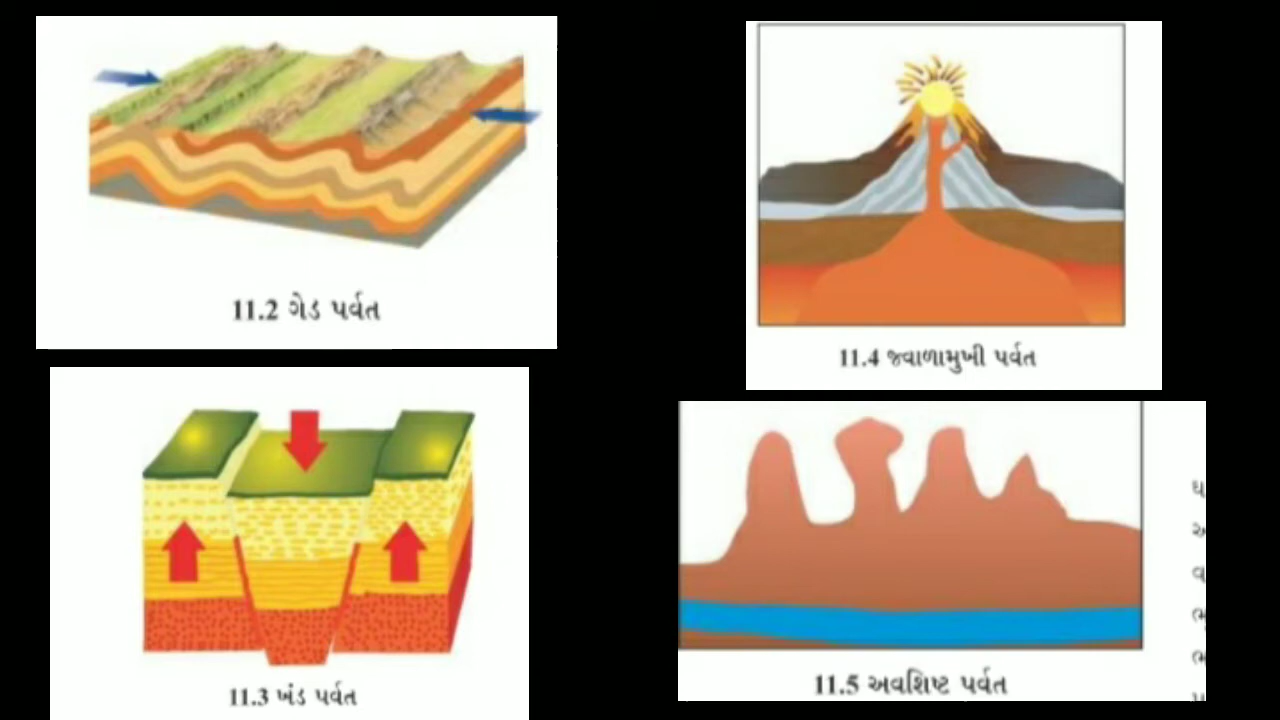 11.2 ગેડ પર્વત
11.4 જ્વાળામુખી પર્વત
11.3 ખંડ પર્વત
11.5 અવશિષ્ટ પર્વત